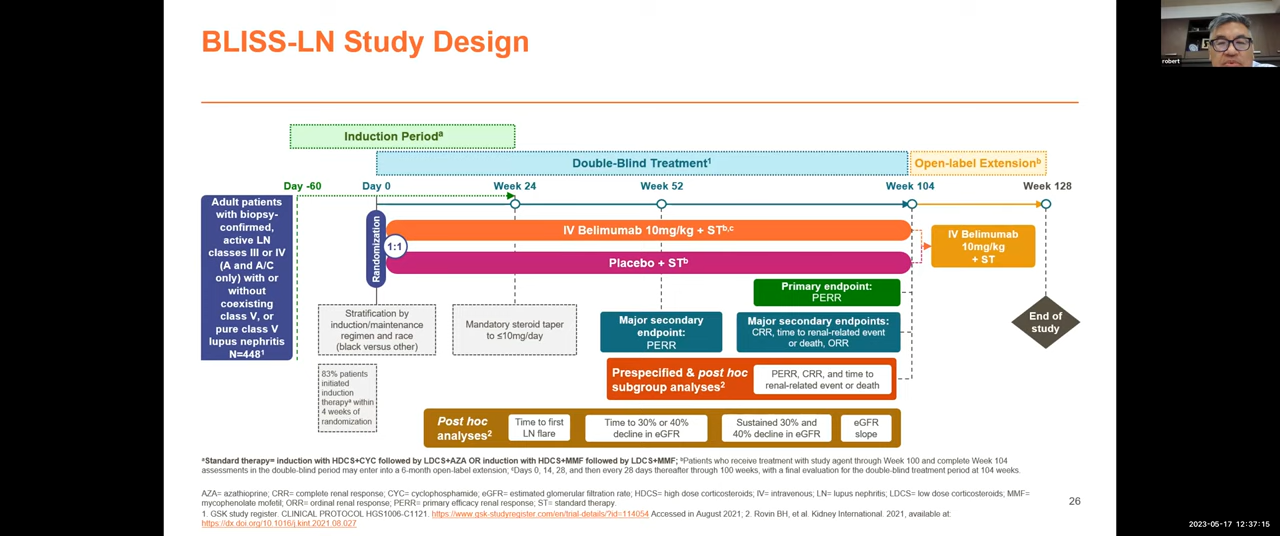 BLISS-LN Study Design
robert
Induction Periodᵃ
Double-Blind Treatment¹
Open-label Extensionᵇ
Day -60
Day 0
Week 24
Week 52
Week 104
Week 128
Adult patients
with biopsy-
confirmed,
active LN
classes III or IV
(A and A/C
only) with or
without
coexisting
class V, or
pure class V
lupus nephritis
N=448¹
Randomization
1:1
IV Belimumab 10mg/kg + STᵇ,ᶜ
Placebo + STᵇ
IV Belimumab
10mg/kg
+ ST
Primary endpoint:
PERR
Stratification by
induction/maintenance
regimen and race
(black versus other)
Mandatory steroid taper
to ≤10mg/day
Major secondary
endpoint:
PERR
Major secondary endpoints:
CRR, time to renal-related event
or death, ORR
End of
study
83% patients
initiated
induction
therapyᵃ within
4 weeks of
randomization
Prespecified & post hoc
subgroup analyses²
PERR, CRR, and time to
renal-related event or death
Post hoc
analyses²
Time to first
LN flare
Time to 30% or 40%
decline in eGFR
Sustained 30% and
40% decline in eGFR
eGFR
slope
ᵃStandard therapy= induction with HDCS+CYC followed by LDCS+AZA OR induction with HDCS+MMF followed by LDCS+MMF; ᵇPatients who receive treatment with study agent through Week 100 and complete Week 104
assessments in the double-blind period may enter into a 6-month open-label extension; ᶜDays 0, 14, 28, and then every 28 days thereafter through 100 weeks, with a final evaluation for the double-blind treatment period at 104 weeks.
AZA= azathioprine; CRR= complete renal response; CYC= cyclophosphamide; eGFR= estimated glomerular filtration rate; HDCS= high dose corticosteroids; IV= intravenous; LN= lupus nephritis; LDCS= low dose corticosteroids; MMF=
mycophenolate mofetil; ORR= ordinal renal response; PERR= primary efficacy renal response; ST= standard therapy.
1. GSK study register. CLINICAL PROTOCOL HGS1006-C1121. https://www.gsk-studyregister.com/en/trial-details/?id=114054 Accessed in August 2021; 2. Rovin BH, et al. Kidney International. 2021, available at:
https://dx.doi.org/10.1016/j.kint.2021.08.027
26
2023-05-17 12:37:15